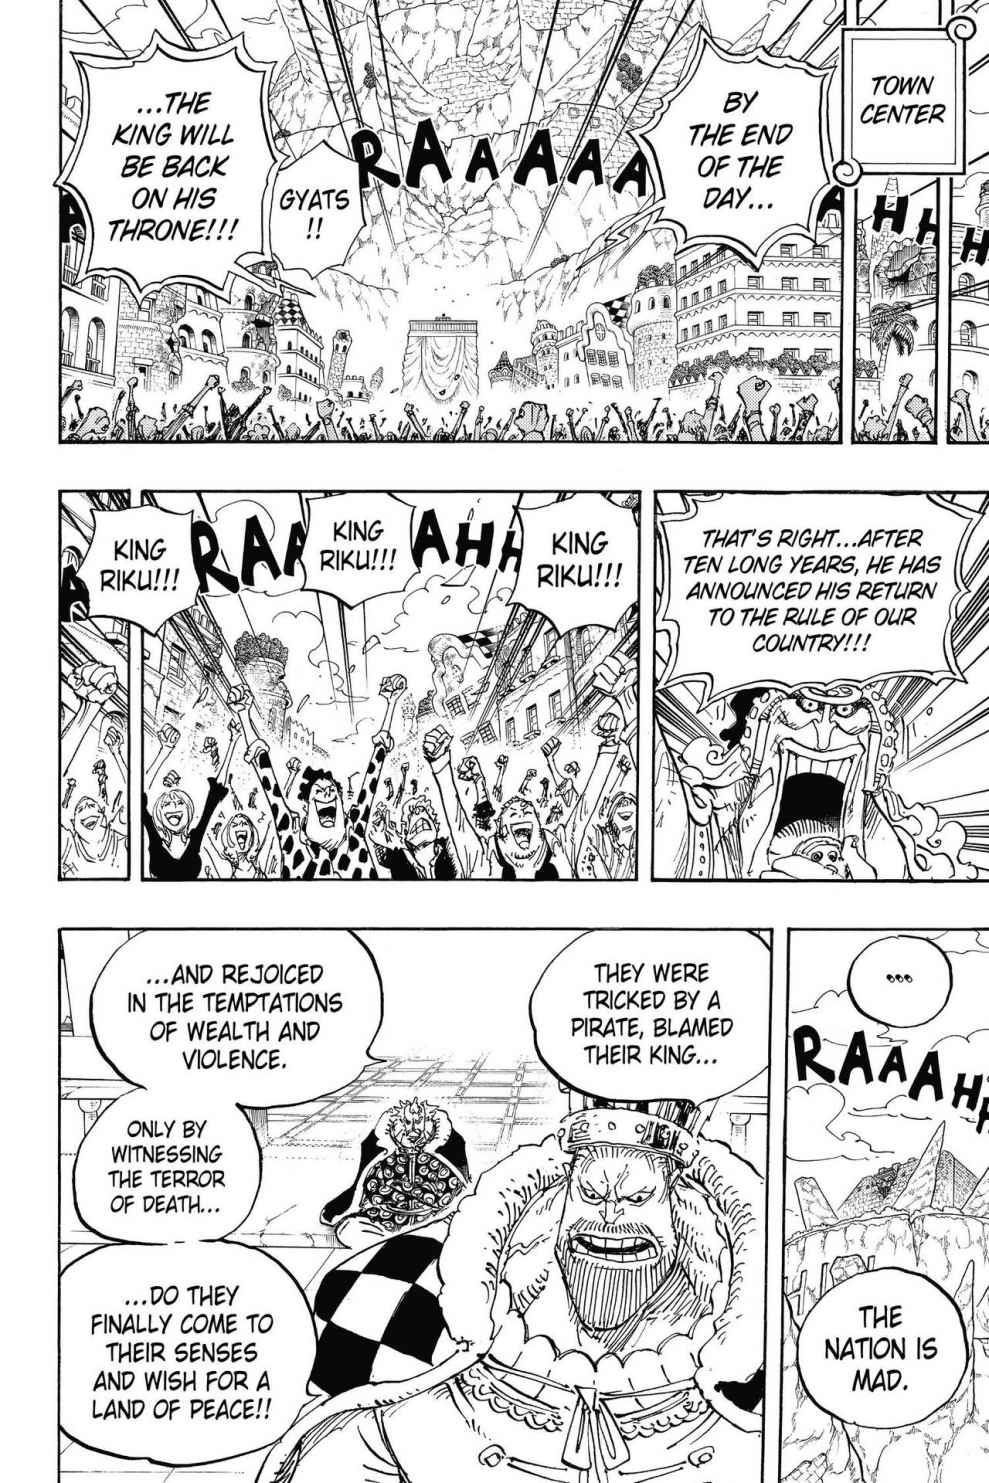 TOWN
CENTER
BY
THE END
OF THE
DAY...
RAAAAAA
AHHH
GYATS
!!
...THE
KING WILL
BE BACK
ON HIS
THRONE!!!
THAT'S RIGHT...AFTER
TEN LONG YEARS, HE HAS
ANNOUNCED HIS RETURN
TO THE RULE OF OUR
COUNTRY!!!
KING
RIKU!!!
KING
RIKU!!!
KING
RIKU!!!
RAAAHH
RAAAHH
THE
NATION IS
MAD.
THEY WERE
TRICKED BY A
PIRATE, BLAMED
THEIR KING...
...AND REJOICED
IN THE TEMPTATIONS
OF WEALTH AND
VIOLENCE.
ONLY BY
WITNESSING
THE TERROR
OF DEATH...
...DO THEY
FINALLY COME TO
THEIR SENSES
AND WISH FOR A
LAND OF PEACE!!